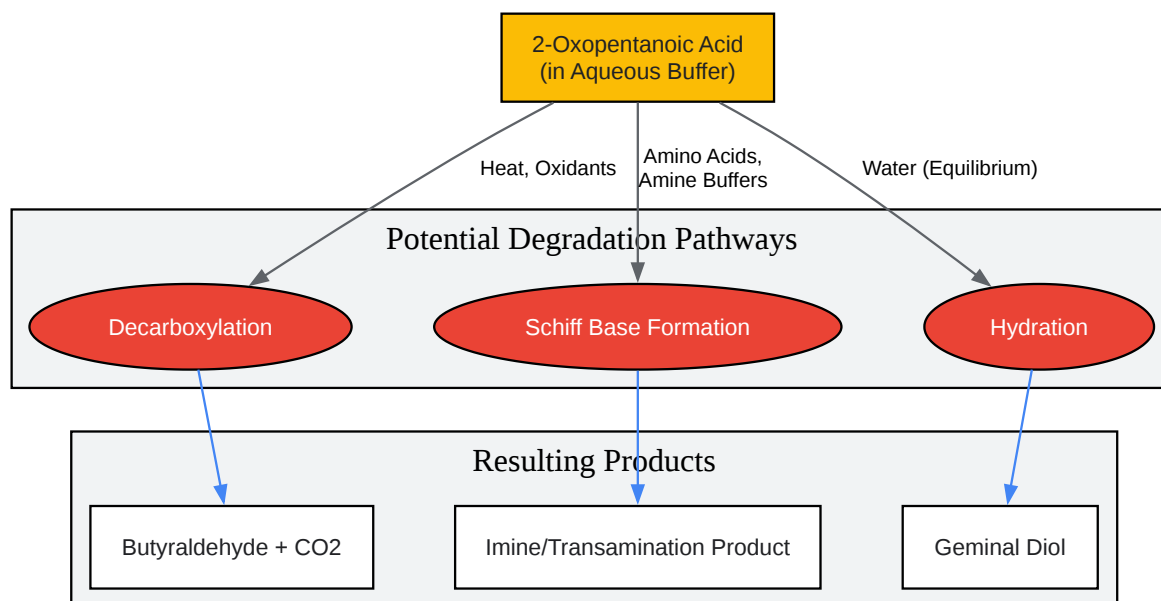 2-Oxopentanoic Acid
(in Aqueous Buffer)
Heat, Oxidants
Amino Acids,
Amine Buffers
Water (Equilibrium)
Potential Degradation Pathways
Decarboxylation
Schiff Base Formation
Hydration
Resulting Products
Butyraldehyde + CO2
Imine/Transamination Product
Geminal Diol